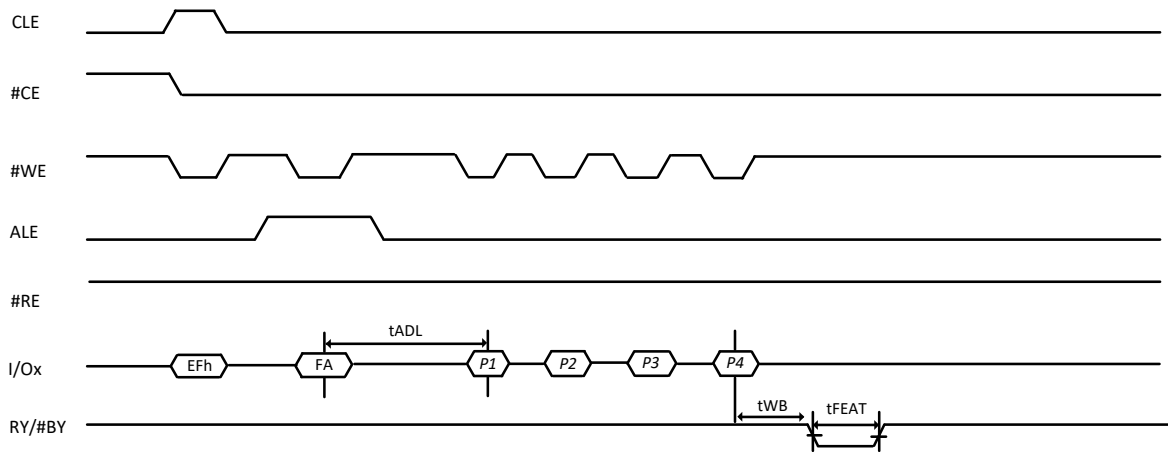 CLE
#CE
#WE
ALE
#RE
tADL
I/Ox EFh FA P1 P2 P3 P4
tWB tFEAT
RY/#BY